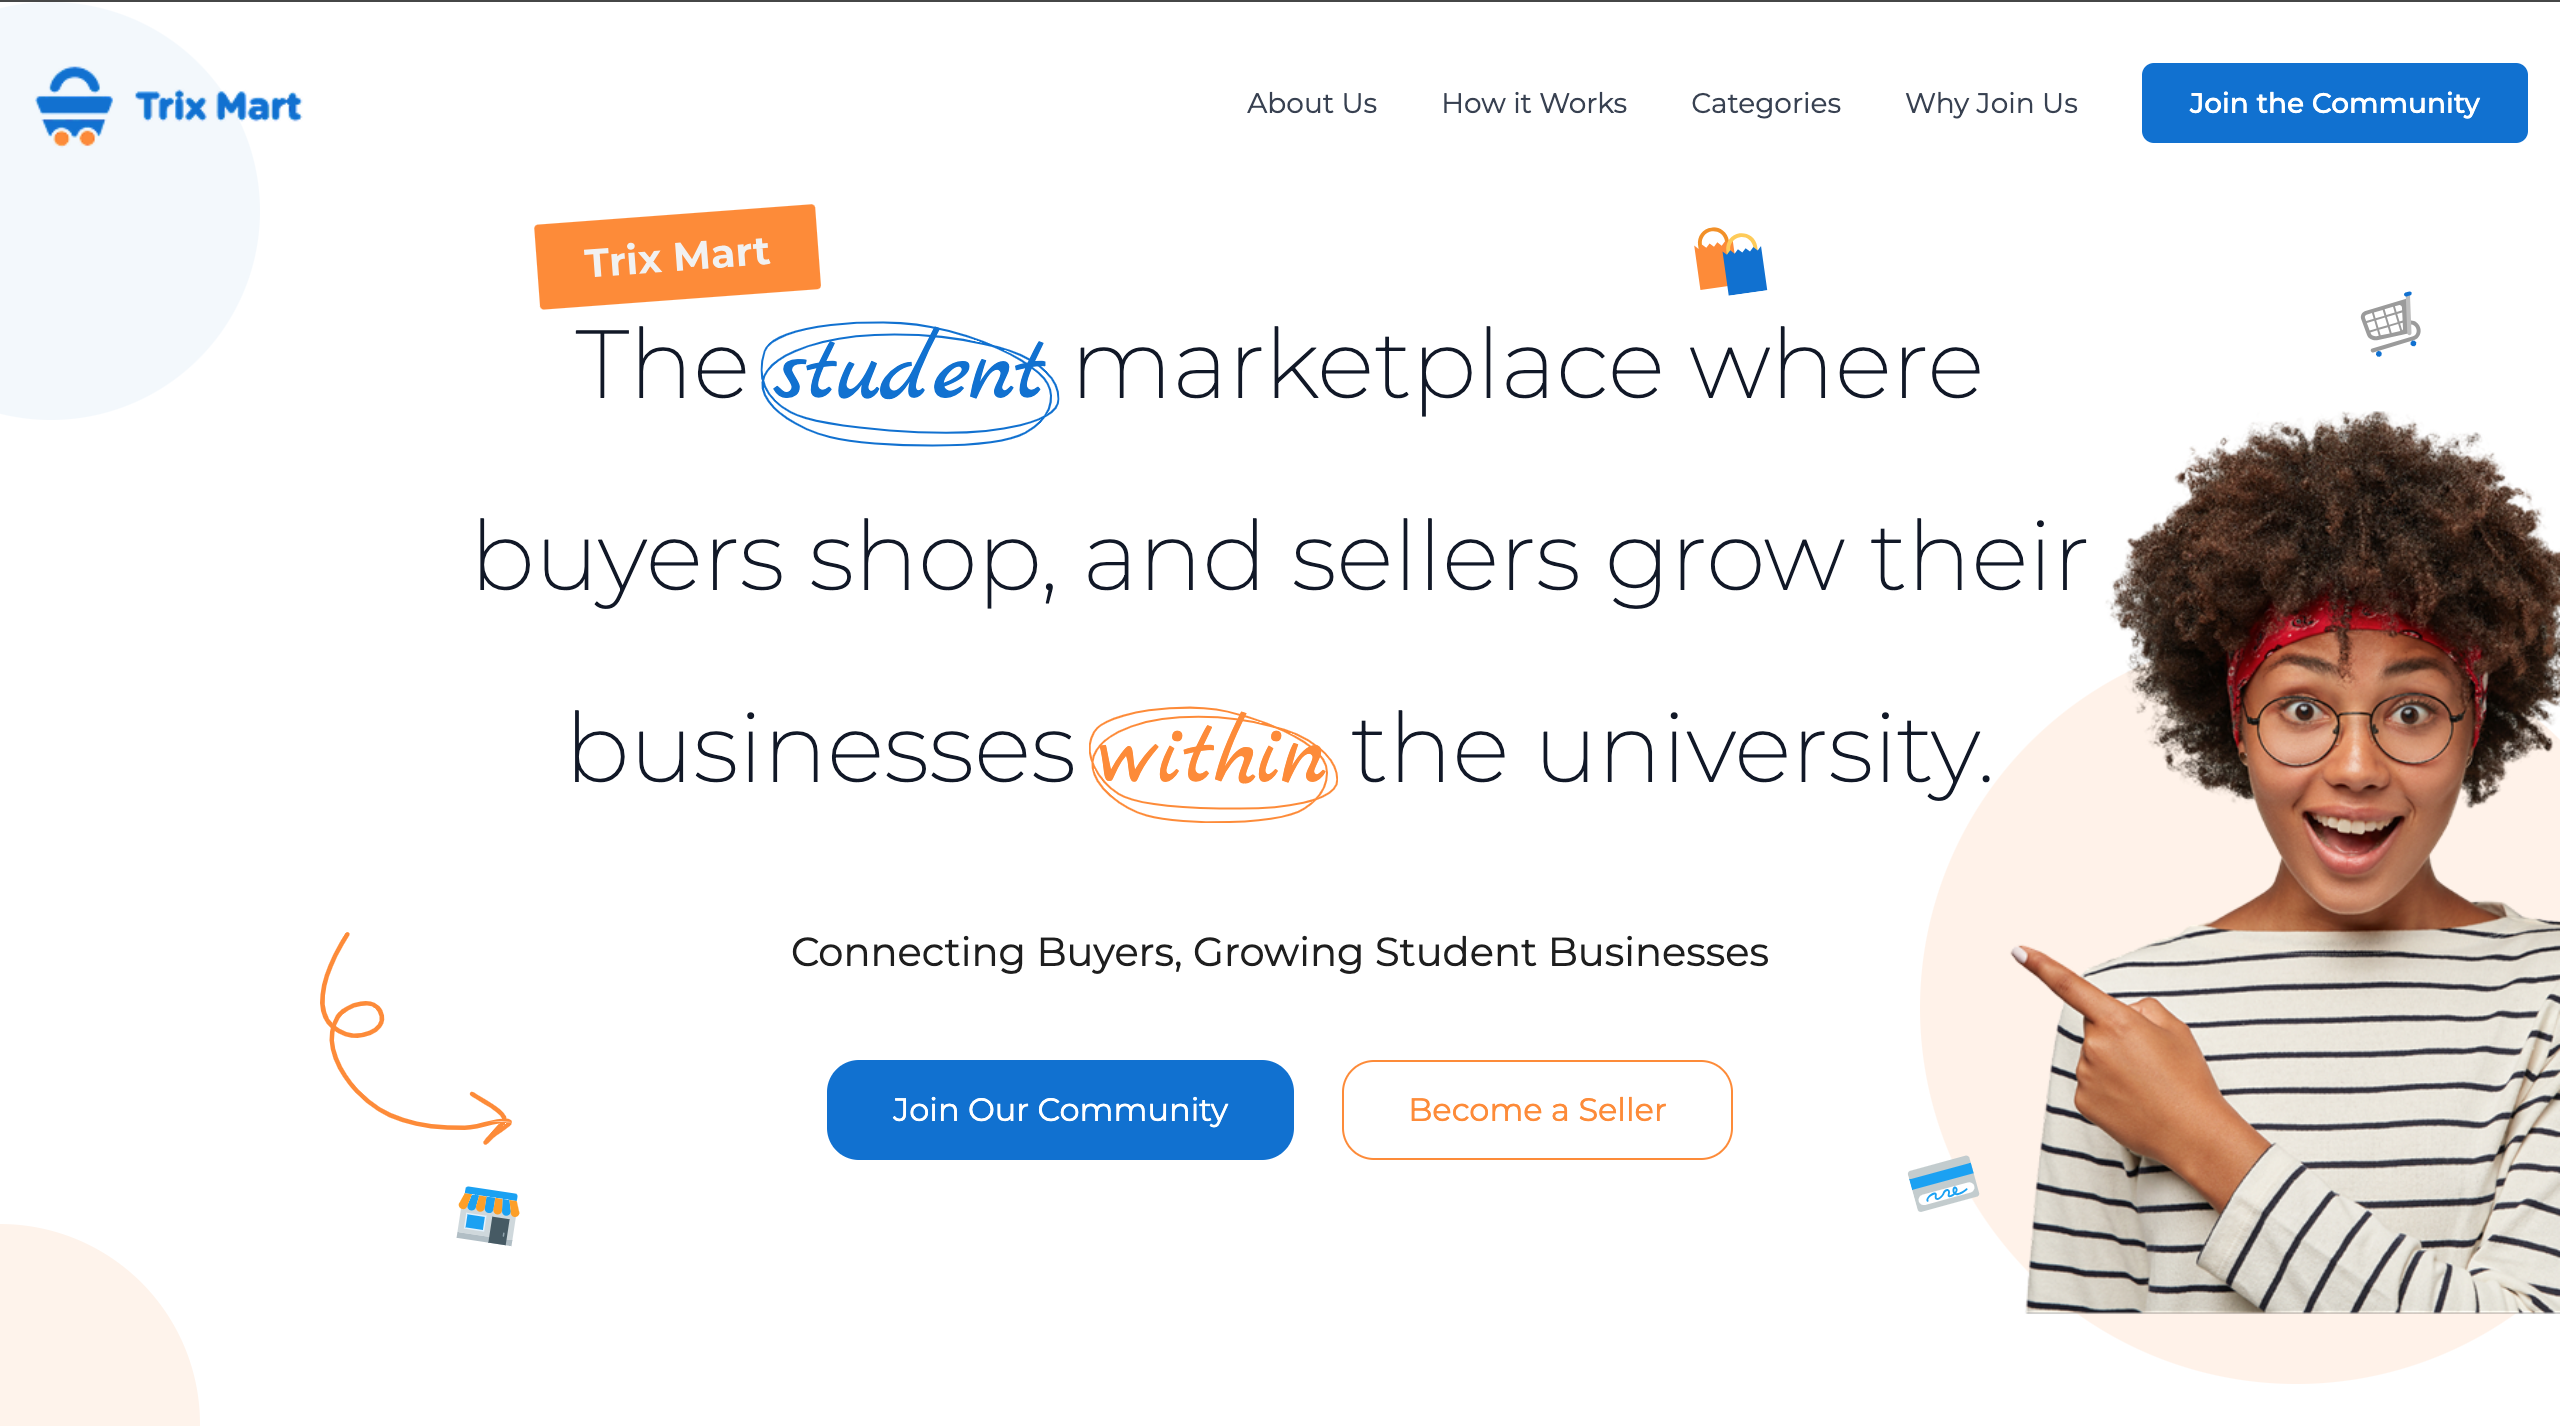 Trix Mart
About Us
How it Works
Categories
Why Join Us
Join the Community
Trix Mart
The student marketplace where
buyers shop, and sellers grow their
businesses within the university.
Connecting Buyers, Growing Student Businesses
Join Our Community
Become a Seller